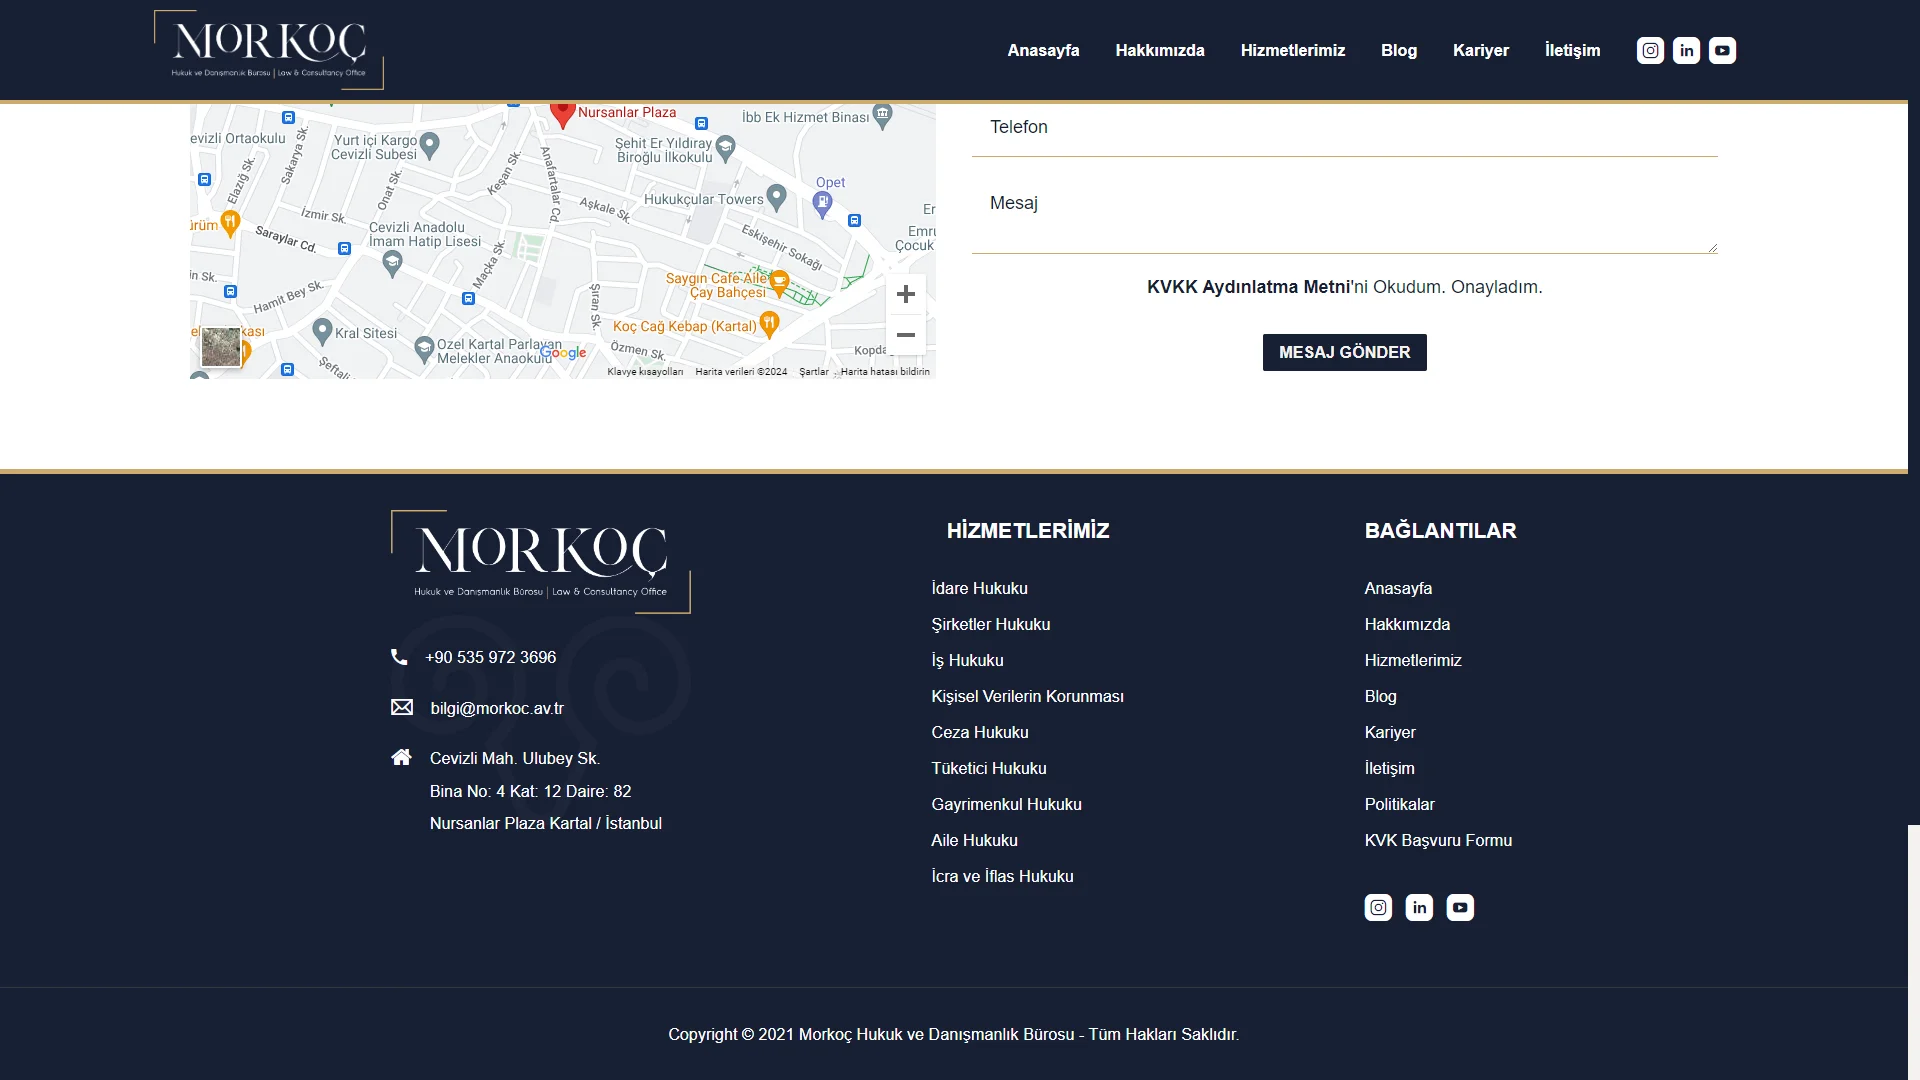 MORKOÇ
Hukuk ve Danışmanlık Bürosu | Law & Consultancy Office
Anasayfa
Hakkımızda
Hizmetlerimiz
Blog
Kariyer
İletişim
Nursanlar Plaza
İbb Ek Hizmet Binası
evizli Ortaokulu
Sakarya Sk.
Yurt içi Kargo
Cevizli Subesi
Keşan Sk.
Anafartalar Cd.
Şehit Er Yıldıray
Biroğlu İlkokulu
Elazığ Sk.
Onat Sk.
Opet
Hukukçular Towers
Aşkale Sk.
İzmir Sk.
ürüm
Saraylar Cd.
Cevizli Anadolu
İmam Hatip Lisesi
Er
Emru
Çocuk
Eskişehir Sokağı
Maçka Sk.
in Sk.
Hamit Bey Sk.
Saygın Cafe Aile
Çay Bahçesi
Şiran Sk.
Kral Sitesi
Koç Cağ Kebap (Kartal)
Özel Kartal Parlayan
Melekler Anaokulu
Özmen Sk.
Kopda
kası
Şeftali
Google
Klavye kısayolları
Harita verileri ©2024
Şartlar
Harita hatası bildirin
Telefon
Mesaj
KVKK Aydınlatma Metni'ni Okudum. Onayladım.
MESAJ GÖNDER
MORKOÇ
Hukuk ve Danışmanlık Bürosu | Law & Consultancy Office
+90 535 972 3696
bilgi@morkoc.av.tr
Cevizli Mah. Ulubey Sk.
Bina No: 4 Kat: 12 Daire: 82
Nursanlar Plaza Kartal / İstanbul
HİZMETLERİMİZ
İdare Hukuku
Şirketler Hukuku
İş Hukuku
Kişisel Verilerin Korunması
Ceza Hukuku
Tüketici Hukuku
Gayrimenkul Hukuku
Aile Hukuku
İcra ve İflas Hukuku
BAĞLANTILAR
Anasayfa
Hakkımızda
Hizmetlerimiz
Blog
Kariyer
İletişim
Politikalar
KVK Başvuru Formu
Copyright © 2021 Morkoç Hukuk ve Danışmanlık Bürosu - Tüm Hakları Saklıdır.